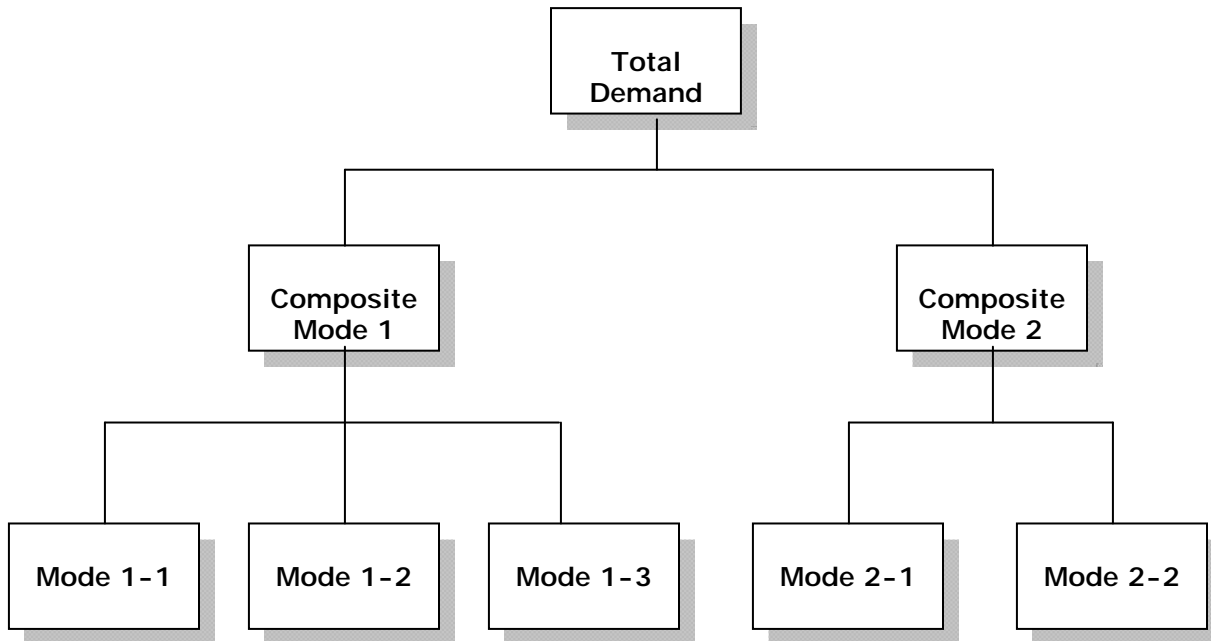 Total
Demand
Composite
Mode 1
Composite
Mode 2
Mode 1-1
Mode 1-2
Mode 1-3
Mode 2-1
Mode 2-2